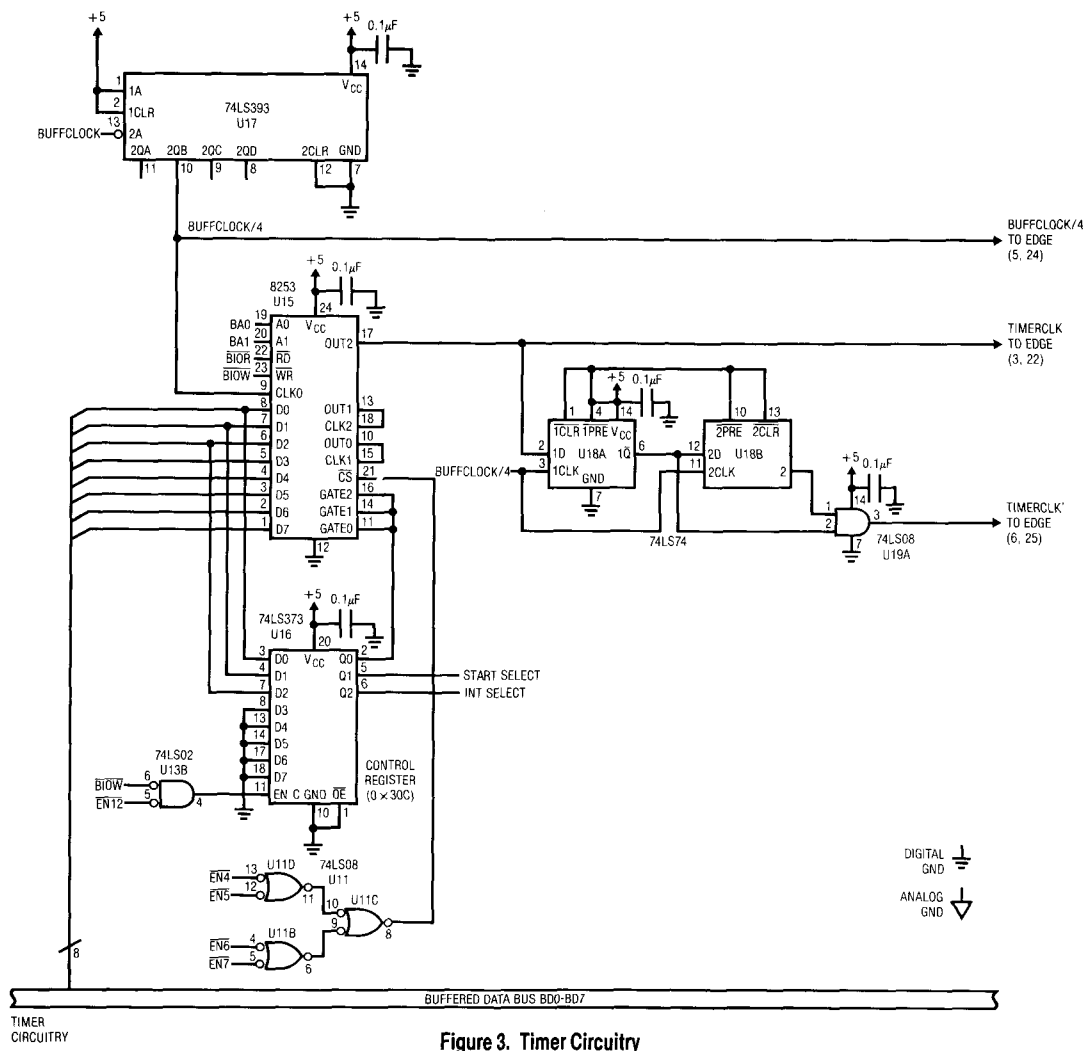 +5
+5
0.1µF
14
VCC
1
1A
2
1CLR
74LS393
U17
13
BUFFCLOCK
2A
2QA
2QB
2QC
2QD
2CLR
GND
11
10
9
8
12
7
BUFFCLOCK/4
BUFFCLOCK/4
TO EDGE
(5, 24)
+5
0.1µF
8253
U15
24
VCC
BA0
19
A0
BA1
20
A1
BIOR
22
RD
BIOW
23
WR
9
CLK0
8
D0
7
D1
6
D2
5
D3
4
D4
3
D5
2
D6
1
D7
OUT2
17
OUT1
13
CLK2
18
OUT0
10
CLK1
15
CS
21
GATE2
16
GATE1
14
GATE0
11
12
TIMERCLK
TO EDGE
(3, 22)
+5
0.1µF
1
4
14
1CLR
1PRE
VCC
2
1D
U18A
1Q
6
BUFFCLOCK/4
3
1CLK
GND
7
10
13
2PRE
2CLR
12
2D
U18B
11
2CLK
2
74LS74
+5
0.1µF
14
1
2
3
7
74LS08
U19A
TIMERCLK'
TO EDGE
(6, 25)
+5
0.1µF
74LS373
U16
20
VCC
3
D0
4
D1
7
D2
8
D3
13
D4
14
D5
17
D6
18
D7
11
EN C
GND
OE
10
1
Q0
2
Q1
5
START SELECT
Q2
6
INT SELECT
CONTROL
REGISTER
(0 × 30C)
74LS02
U13B
BIOW
6
EN12
5
4
U11D
74LS08
U11
EN4
13
EN5
12
11
10
9
U11C
8
U11B
EN6
4
EN7
5
6
DIGITAL
GND
ANALOG
GND
8
BUFFERED DATA BUS BD0-BD7
TIMER
CIRCUITRY
Figure 3. Timer Circuitry